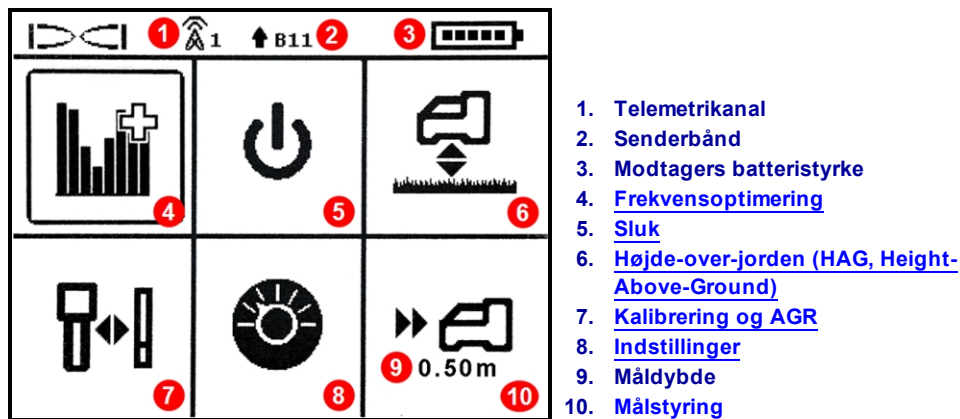 1 1 B11 2 3
4 5 6
7 8 9 0.50m 10
1. Telemetrikanal
2. Senderbånd
3. Modtagers batteristyrke
4. Frekvensoptimering
5. Sluk
6. Højde-over-jorden (HAG, Height-
Above-Ground)
7. Kalibrering og AGR
8. Indstillinger
9. Måldybde
10. Målstyring